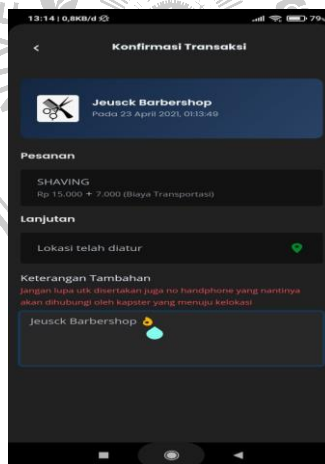 13:14 | 0,8KB/d
79
Konfirmasi Transaksi
Jeusck Barbershop
Pada 23 April 2021, 01:13:49
Pesanan
SHAVING
Rp 15.000 + 7.000 (Biaya Transportasi)
Lanjutan
Lokasi telah diatur
Keterangan Tambahan
Jangan lupa utk disertakan juga no handphone yang nantinya
akan dihubungi oleh kapster yang menuju kelokasi
Jeusck Barbershop 👌